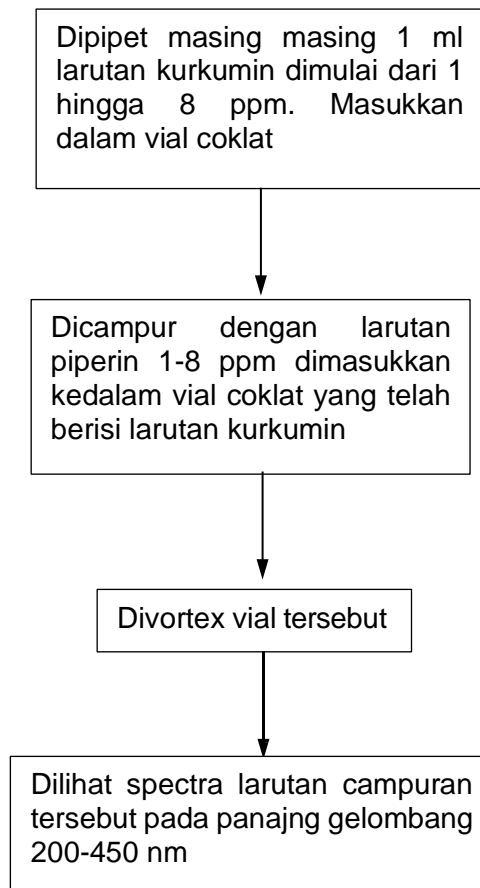 Dipipet masing masing 1 ml
larutan kurkumin dimulai dari 1
hingga 8 ppm. Masukkan
dalam vial coklat
Dicampur dengan larutan
piperin 1-8 ppm dimasukkan
kedalam vial coklat yang telah
berisi larutan kurkumin
Divortex vial tersebut
Dilihat spectra larutan campuran
tersebut pada panajng gelombang
200-450 nm